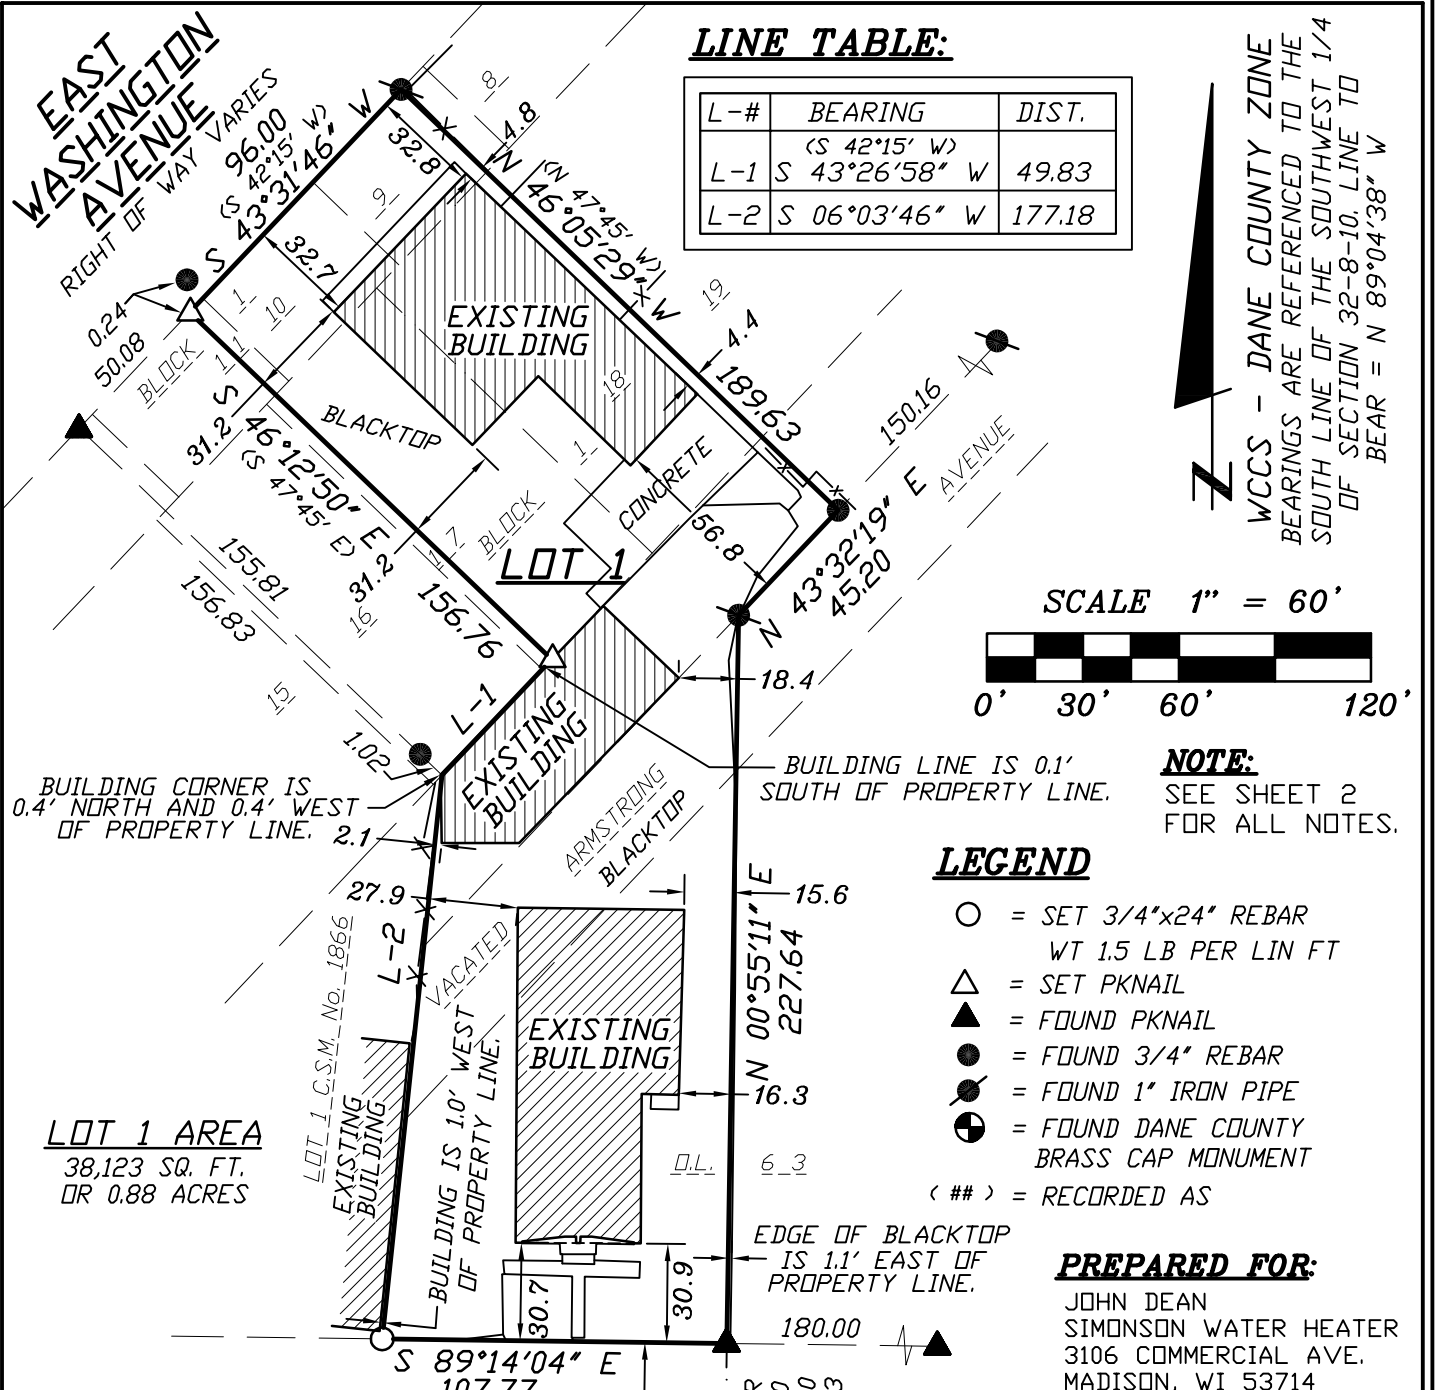 EAST
WASHINGTON
AVENUE
RIGHT OF WAY VARIES
96.00
(S 42°15' W)
S 43°31'46" W
LINE TABLE:
L-# BEARING DIST.
(S 42°15' W)
L-1 S 43°26'58" W 49.83
L-2 S 06°03'46" W 177.18
WCCS - DANE COUNTY ZONE
BEARINGS ARE REFERENCED TO THE
SOUTH LINE OF THE SOUTHWEST 1/4
OF SECTION 32-8-10. LINE TO
BEAR = N 89°04'38" W
8
4.8
32.8
9
X
(N 47°45' W)
N 46°05'29" W
X
189.63
32.7
1
10
0.24
50.08
BLOCK
11
EXISTING
BUILDING
19
4.4
18
150.16
AVENUE
BLACKTOP
31.2
S 46°12'50" E
(S 47°45' E)
156.76
1
CONCRETE
X
X
BLOCK
17
31.2
16
LOT 1
56.8
N 43°32'19" E
45.20
155.81
156.83
15
SCALE 1" = 60'
0' 30' 60' 120'
18.4
L-1
EXISTING
BUILDING
1.02
BUILDING CORNER IS
0.4' NORTH AND 0.4' WEST
OF PROPERTY LINE.
BUILDING LINE IS 0.1'
SOUTH OF PROPERTY LINE.
NOTE:
SEE SHEET 2
FOR ALL NOTES.
2.1
X
ARMSTRONG
BLACKTOP
27.9
X
15.6
L-2
X
VACATED
LOT 1 C.S.M. No. 1866
N 00°55'11" E
227.64
LEGEND
= SET 3/4"x24" REBAR
WT 1.5 LB PER LIN FT
= SET PKNAIL
= FOUND PKNAIL
= FOUND 3/4" REBAR
= FOUND 1" IRON PIPE
= FOUND DANE COUNTY
BRASS CAP MONUMENT
( ## ) = RECORDED AS
EXISTING
BUILDING
16.3
LOT 1 AREA
38,123 SQ. FT.
OR 0.88 ACRES
EXISTING
BUILDING
BUILDING IS 1.0' WEST
OF PROPERTY LINE.
O.L. 6 3
EDGE OF BLACKTOP
IS 1.1' EAST OF
PROPERTY LINE.
30.7
30.9
PREPARED FOR:
JOHN DEAN
SIMONSON WATER HEATER
3106 COMMERCIAL AVE.
MADISON, WI 53714
180.00
S 89°14'04" E
107.77